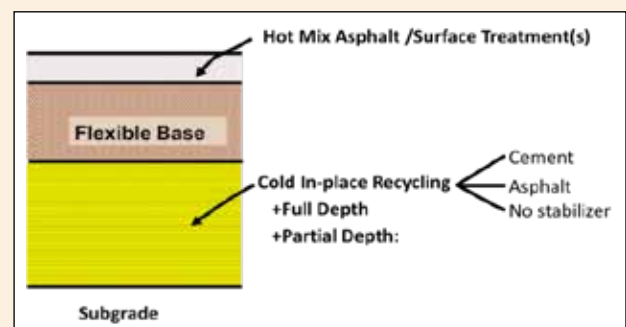 Hot Mix Asphalt /Surface Treatment(s)
Flexible Base
Cold In-place Recycling
+Full Depth
+Partial Depth:
Cement
Asphalt
No stabilizer
Subgrade